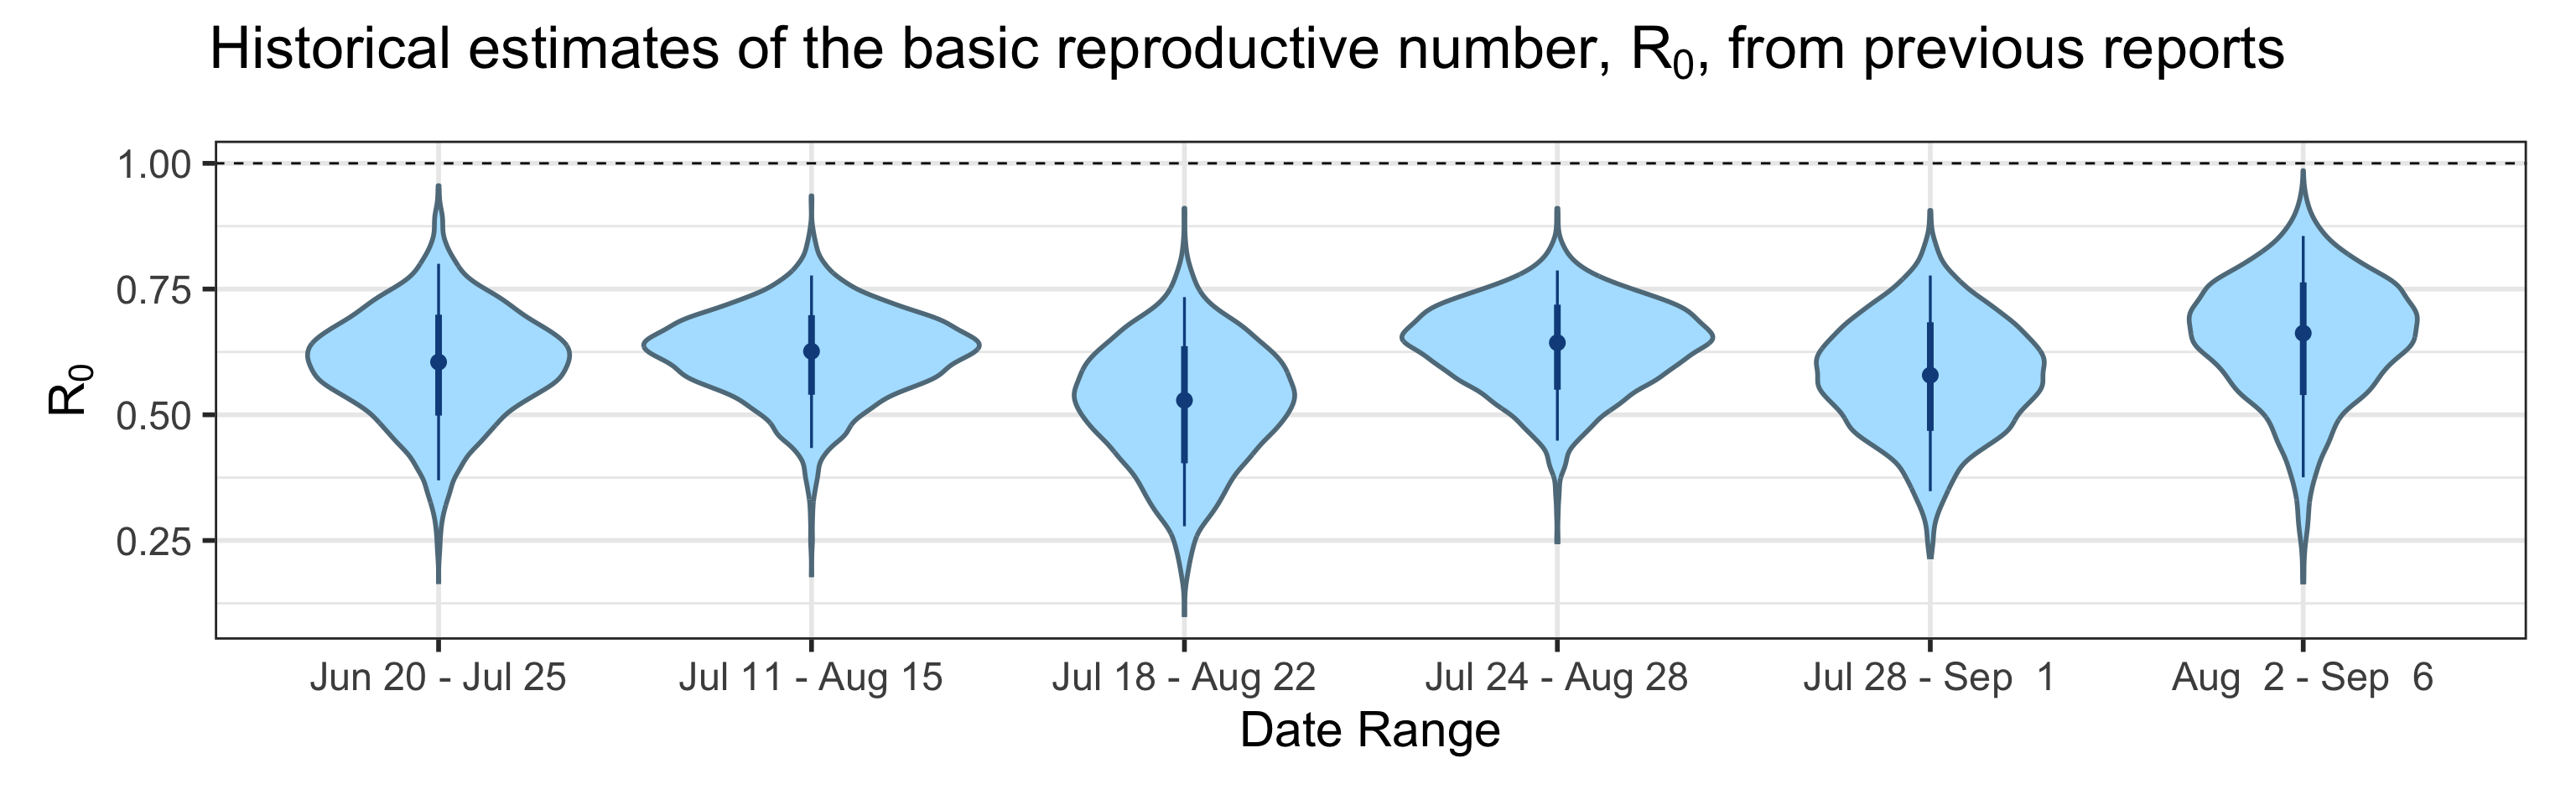 Historical estimates of the basic reproductive number, R₀, from previous reports
1.00
0.75
0.50
0.25
R₀
Jun 20 - Jul 25 Jul 11 - Aug 15 Jul 18 - Aug 22 Jul 24 - Aug 28 Jul 28 - Sep  1 Aug  2 - Sep  6
Date Range